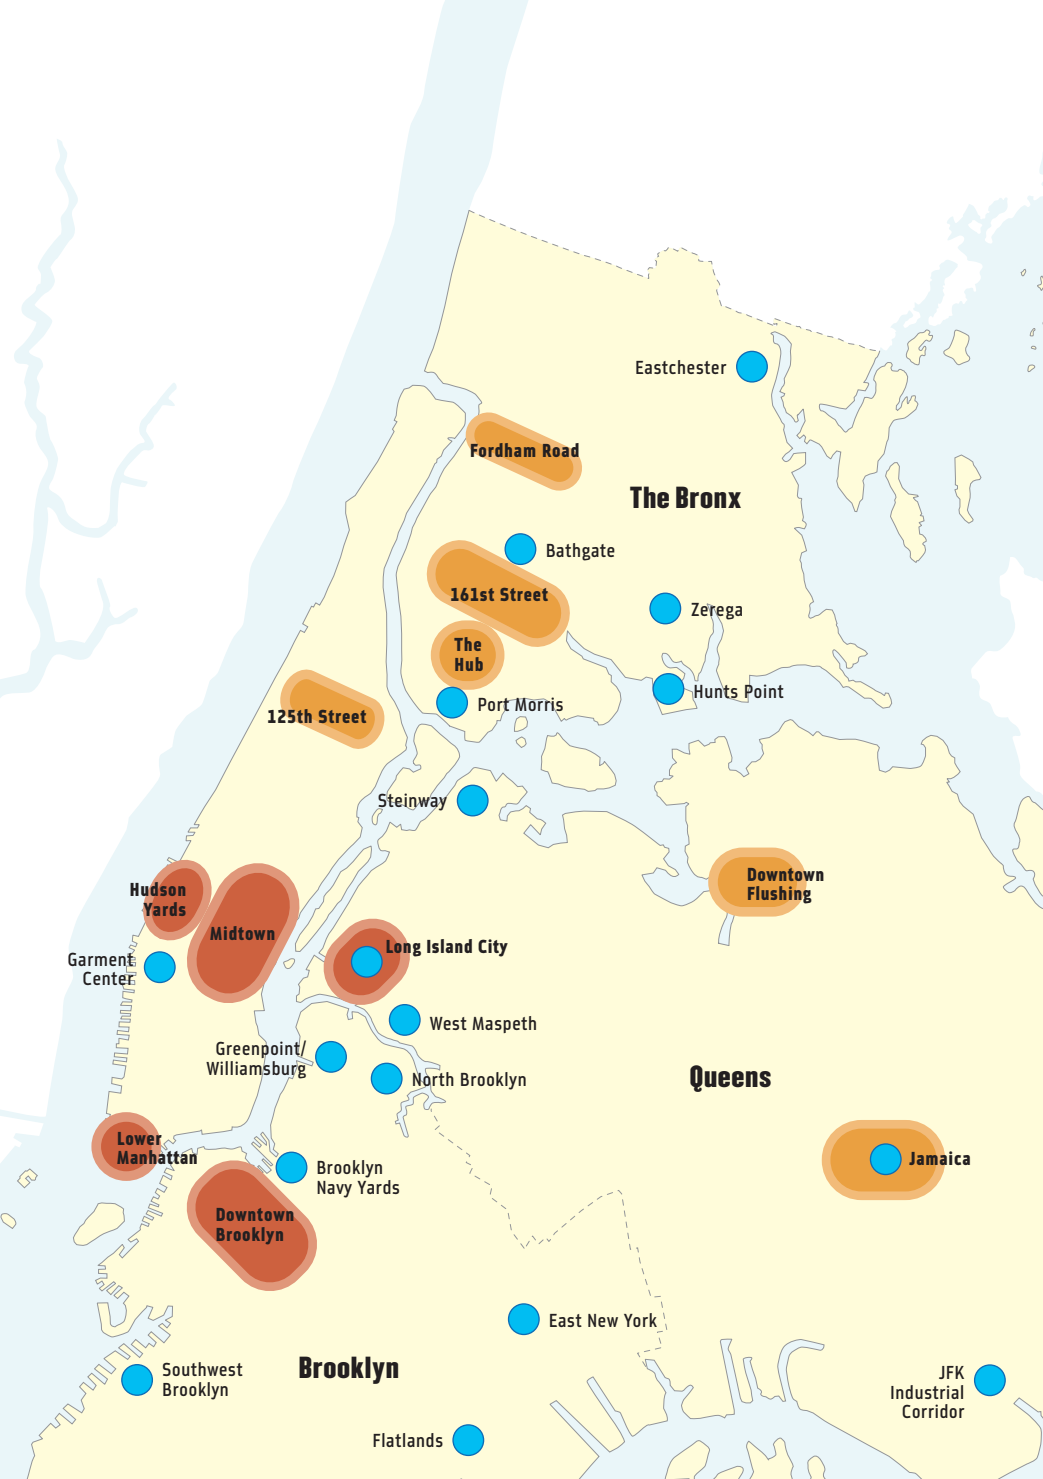 Eastchester
Fordham Road
The Bronx
Bathgate
161st Street
Zerega
The
Hub
Hunts Point
Port Morris
125th Street
Steinway
Downtown
Flushing
Hudson
Yards
Midtown
Long Island City
Garment
Center
West Maspeth
Greenpoint/
Williamsburg
North Brooklyn
Queens
Lower
Manhattan
Jamaica
Brooklyn
Navy Yards
Downtown
Brooklyn
East New York
Brooklyn
Southwest
Brooklyn
JFK
Industrial
Corridor
Flatlands